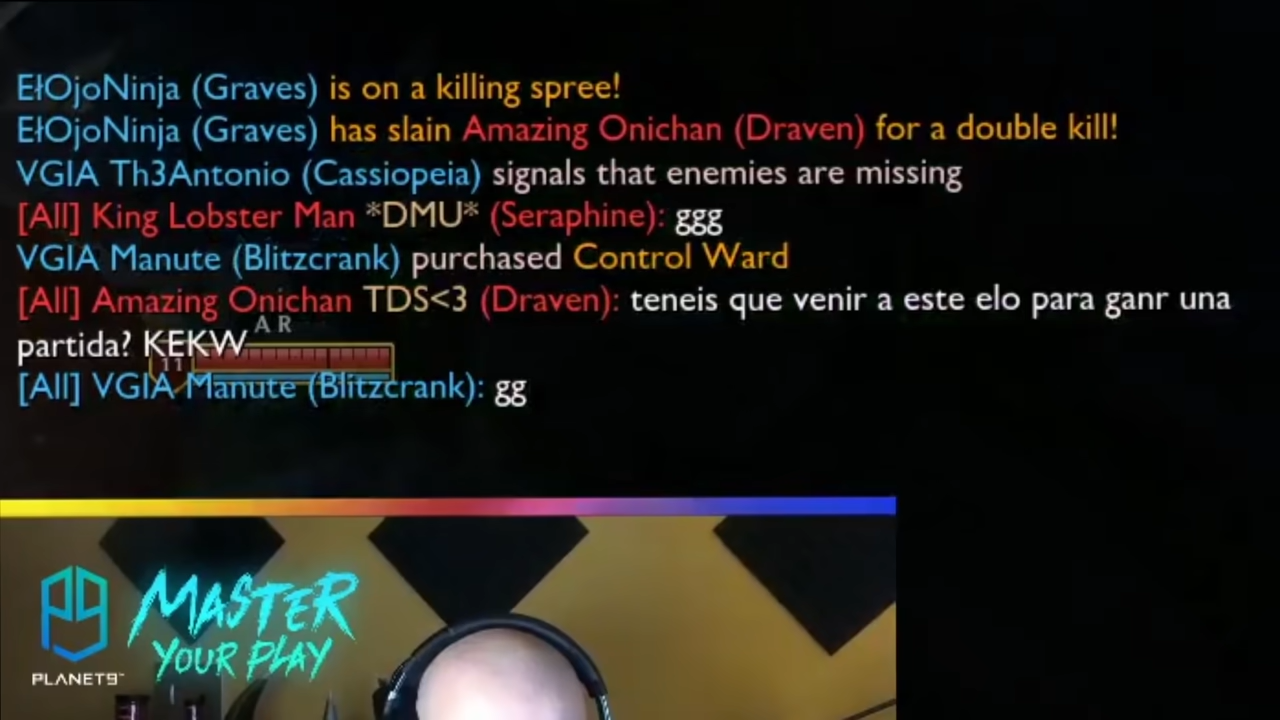 EłOjoNinja (Graves) is on a killing spree!
EłOjoNinja (Graves) has slain Amazing Onichan (Draven) for a double kill!
VGIA Th3Antonio (Cassiopeia) signals that enemies are missing
[All] King Lobster Man *DMU* (Seraphine): ggg
VGIA Manute (Blitzcrank) purchased Control Ward
[All] Amazing Onichan TDS<3 (Draven): teneis que venir a este elo para ganr una
A R
partida? KEKW
11
[All] VGIA Manute (Blitzcrank): gg
MASTER
YOUR PLAY
PLANET9™